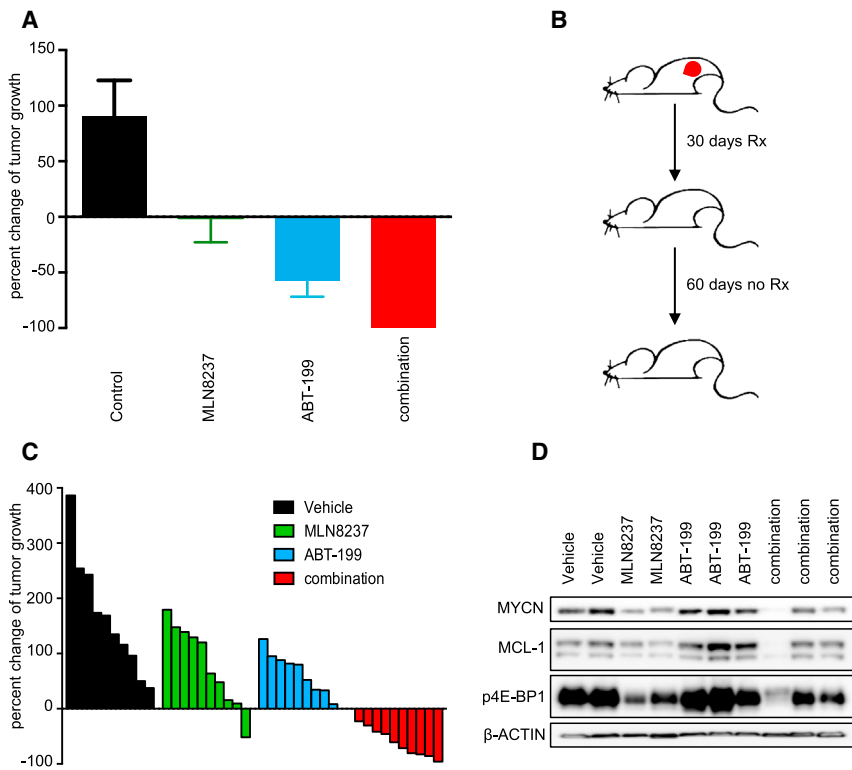 A
percent change of tumor growth
150
100
50
0
-50
-100
Control
MLN8237
ABT-199
combination
B
30 days Rx
60 days no Rx
C
percent change of tumor growth
400
300
200
100
0
-100
Vehicle
MLN8237
ABT-199
combination
D
Vehicle
Vehicle
MLN8237
MLN8237
ABT-199
ABT-199
ABT-199
combination
combination
combination
MYCN
MCL-1
p4E-BP1
β-ACTIN